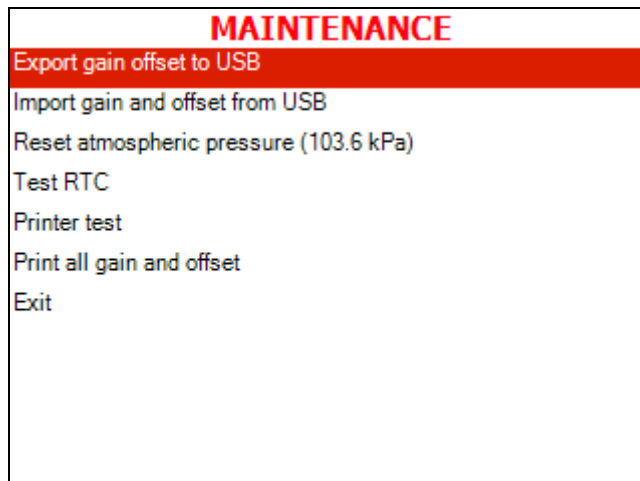 MAINTENANCE
Export gain offset to USB
Import gain and offset from USB
Reset atmospheric pressure (103.6 kPa)
Test RTC
Printer test
Print all gain and offset
Exit